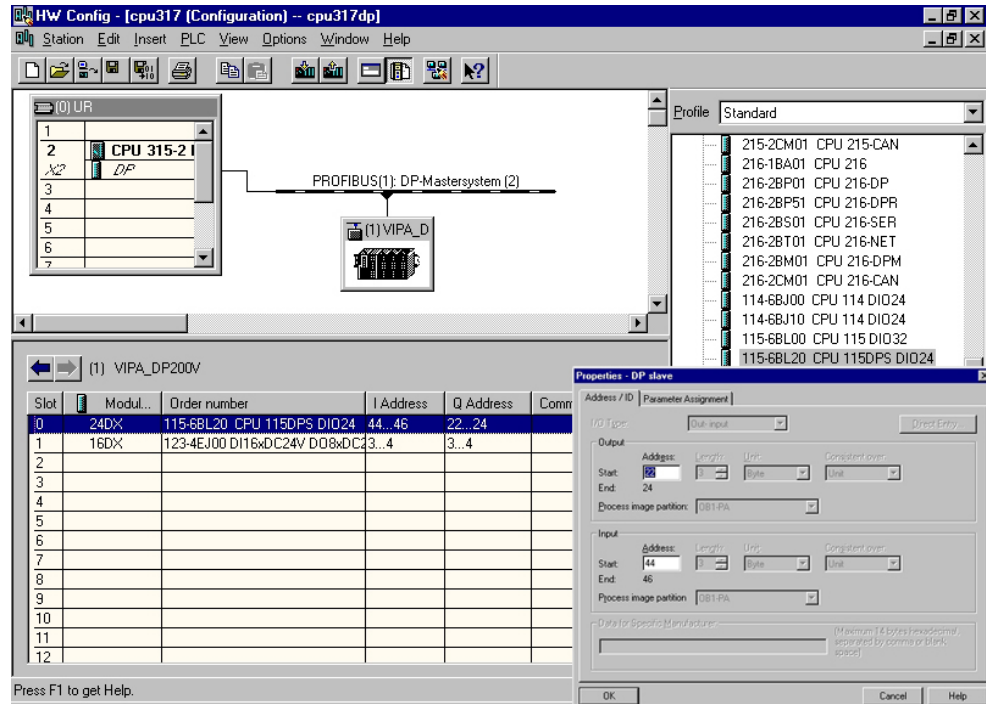 HW Config - [cpu317 (Configuration) -- cpu317dp]
Station Edit Insert PLC View Options Window Help
(0) UR
1
2 CPU 315-2
X2 DP
3
4
5
6
7
PROFIBUS(1): DP-Mastersystem (2)
(1) VIPA_D
Profile Standard
215-2CM01 CPU 215-CAN
216-1BA01 CPU 216
216-2BP01 CPU 216-DP
216-2BP51 CPU 216-DPR
216-2BS01 CPU 216-SER
216-2BT01 CPU 216-NET
216-2BM01 CPU 216-DPM
216-2CM01 CPU 216-CAN
114-6BJ00 CPU 114 DIO24
114-6BJ10 CPU 114 DIO24
115-6BL00 CPU 115 DIO32
115-6BL20 CPU 115DPS DIO24
(1) VIPA_DP200V
Slot Modul... Order number I Address Q Address Comm
0 24DX 115-6BL20 CPU 115DPS DIO24 44...46 22...24
1 16DX 123-4EJ00 DI16xDC24V DO8xDC2 3...4 3...4
2
3
4
5
6
7
8
9
10
11
12
Properties - DP slave
Address / ID Parameter Assignment
I/O Type: Out- input Direct Entry...
Output
Address: Length: Unit: Consistent over:
Start: 22 3 Byte Unit
End: 24
Process image partition: OB1-PA
Input
Address: Length: Unit: Consistent over:
Start: 44 3 Byte Unit
End: 46
Process image partition OB1-PA
Data for Specific Manufacturer:
(Maximum 14 bytes hexadecimal,
separated by comma or blank
space)
OK Cancel Help
Press F1 to get Help.